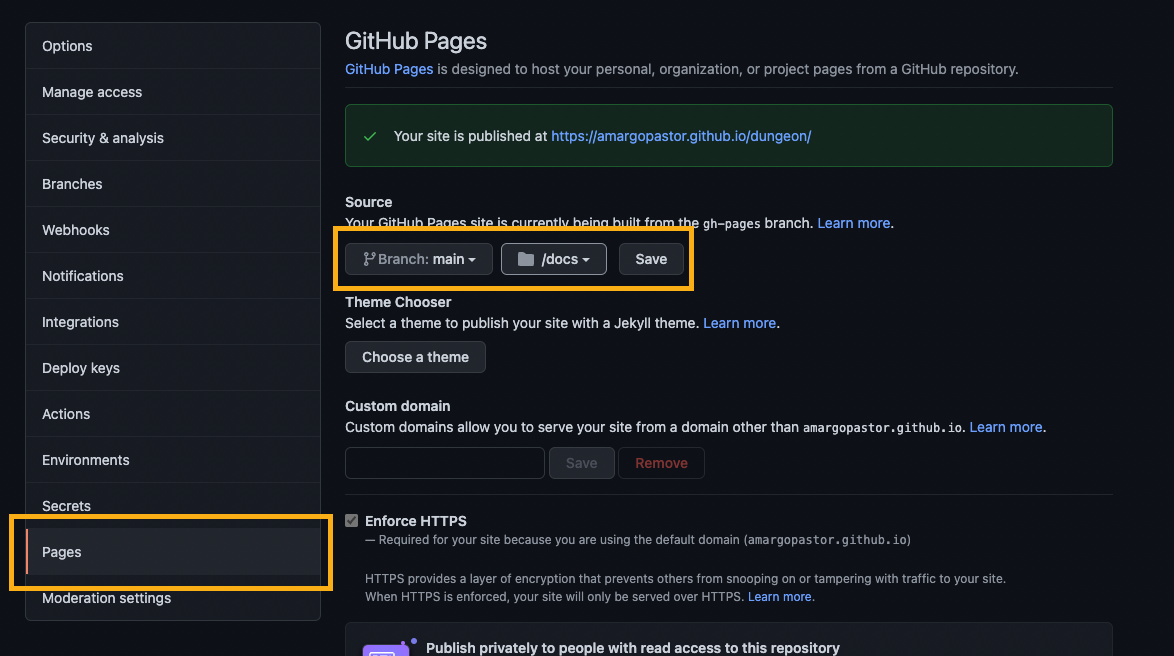 Options
Manage access
Security & analysis
Branches
Webhooks
Notifications
Integrations
Deploy keys
Actions
Environments
Secrets
Pages
Moderation settings
GitHub Pages
GitHub Pages is designed to host your personal, organization, or project pages from a GitHub repository.
Your site is published at https://amargopastor.github.io/dungeon/
Source
Your GitHub Pages site is currently being built from the gh-pages branch. Learn more.
Branch: main
/docs
Save
Theme Chooser
Select a theme to publish your site with a Jekyll theme. Learn more.
Choose a theme
Custom domain
Custom domains allow you to serve your site from a domain other than amargopastor.github.io. Learn more.
Save
Remove
Enforce HTTPS
— Required for your site because you are using the default domain (amargopastor.github.io)
HTTPS provides a layer of encryption that prevents others from snooping on or tampering with traffic to your site.
When HTTPS is enforced, your site will only be served over HTTPS. Learn more.
Publish privately to people with read access to this repository